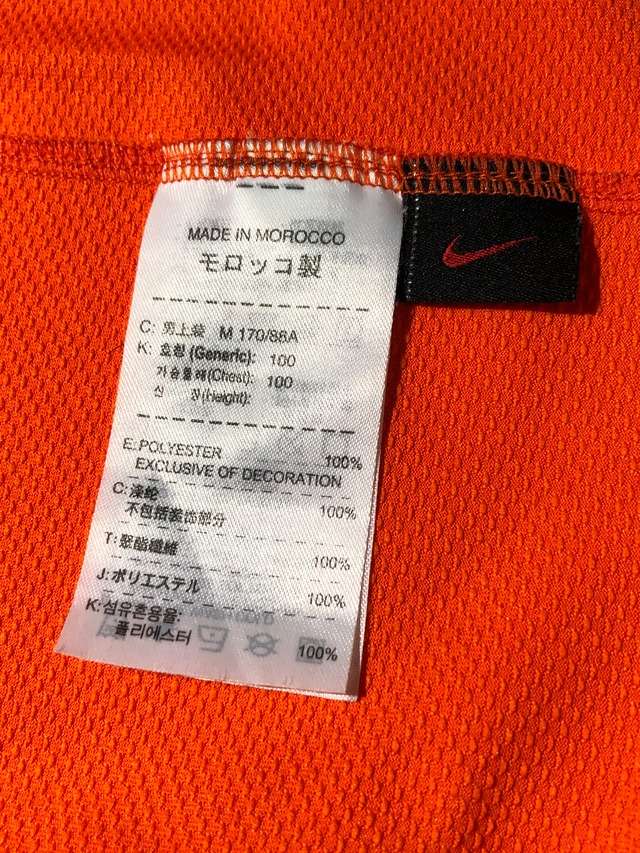 MADE IN MOROCCO
モロッコ製
C: 男上装 M 170/88A
K: 호칭 (Generic): 100
가슴둘레(Chest): 100
신 장(Height):
E: POLYESTER 100%
EXCLUSIVE OF DECORATION
C: 涤纶 100%
不包括装饰部分
T: 聚酯纖維 100%
J: ポリエステル 100%
K: 섬유혼용율:
폴리에스터 100%